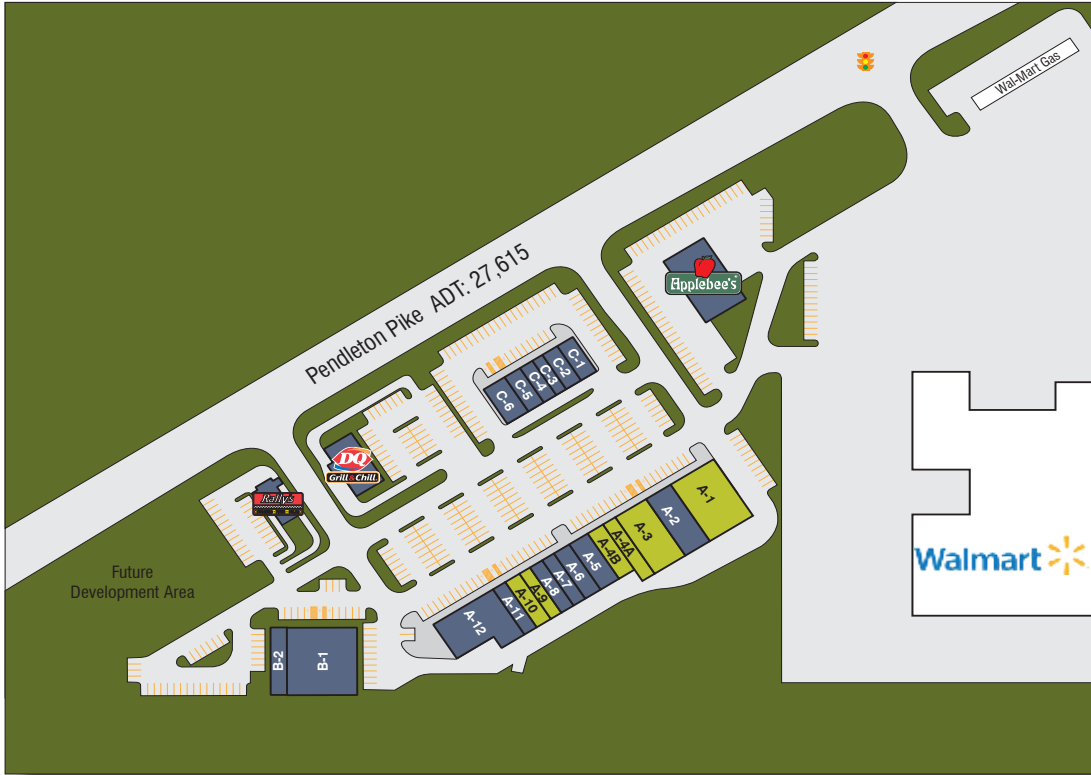 Wal-Mart Gas
Pendleton Pike ADT: 27,615
Applebee's
C-1
C-2
C-3
C-4
C-5
C-6
DQ
Grill & Chill
Rally's
A-1
A-2
A-3
A-4A
A-4B
A-5
A-6
A-7
A-8
A-9
A-10
A-11
A-12
Walmart
Future
Development Area
B-2
B-1